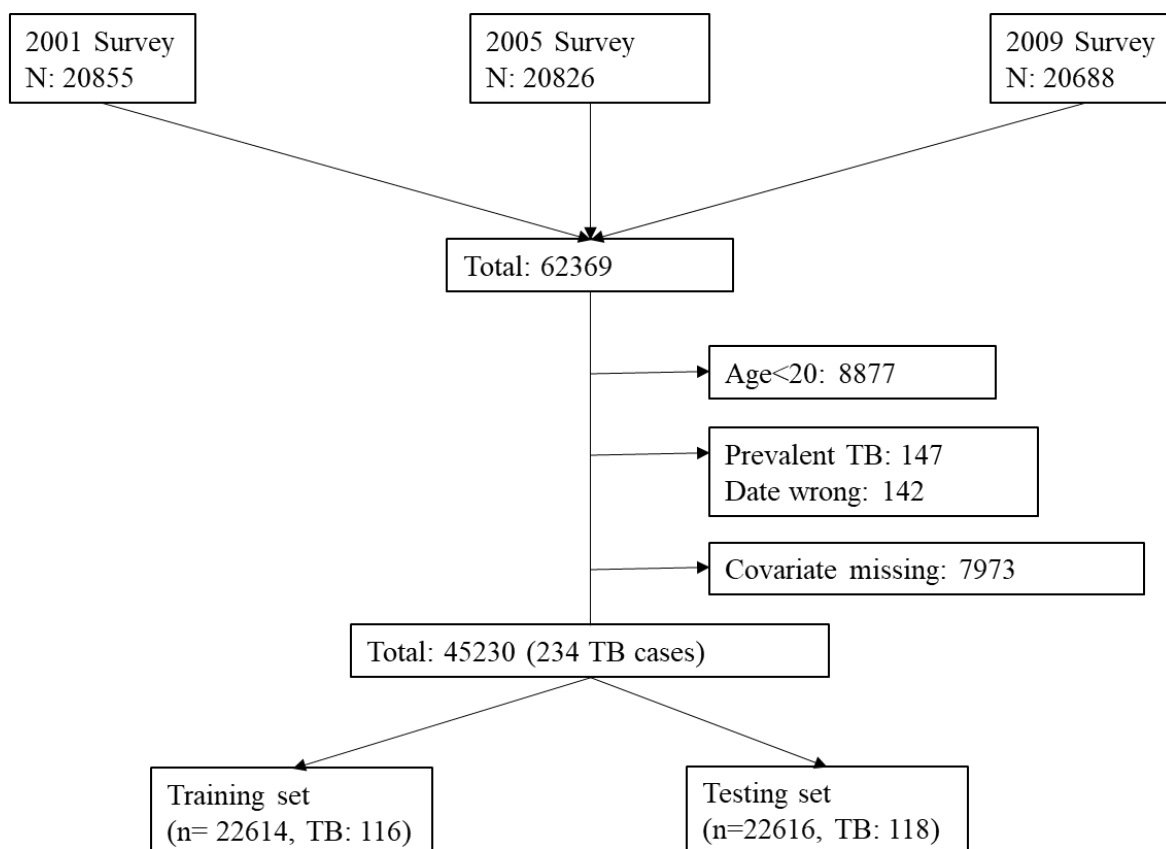 2001 Survey
N: 20855
2005 Survey
N: 20826
2009 Survey
N: 20688
Total: 62369
Age<20: 8877
Prevalent TB: 147
Date wrong: 142
Covariate missing: 7973
Total: 45230 (234 TB cases)
Training set
(n= 22614, TB: 116)
Testing set
(n=22616, TB: 118)